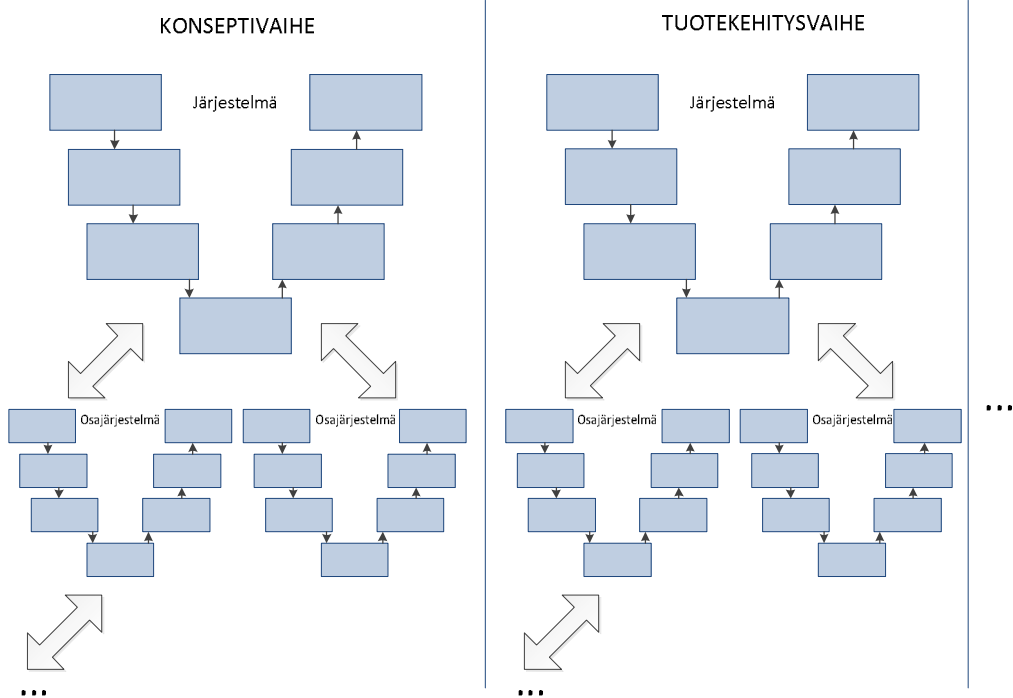 KONSEPTIVAIHE
TUOTEKEHITYSVAIHE
Järjestelmä
Järjestelmä
Osajärjestelmä
Osajärjestelmä
Osajärjestelmä
Osajärjestelmä
...
...
...